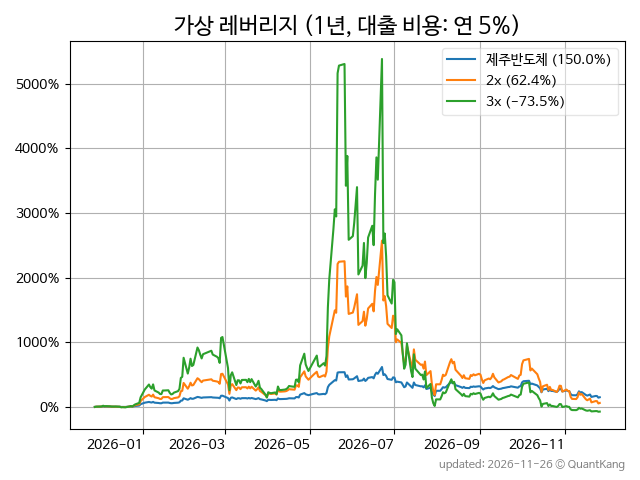 가상 레버리지 (1년, 대출 비용: 연 5%)
제주반도체 (150.0%)
2x (62.4%)
3x (−73.5%)
5000%
4000%
3000%
2000%
1000%
0%
2026-01
2026-03
2026-05
2026-07
2026-09
2026-11
updated: 2026-11-26 @ QuantKang